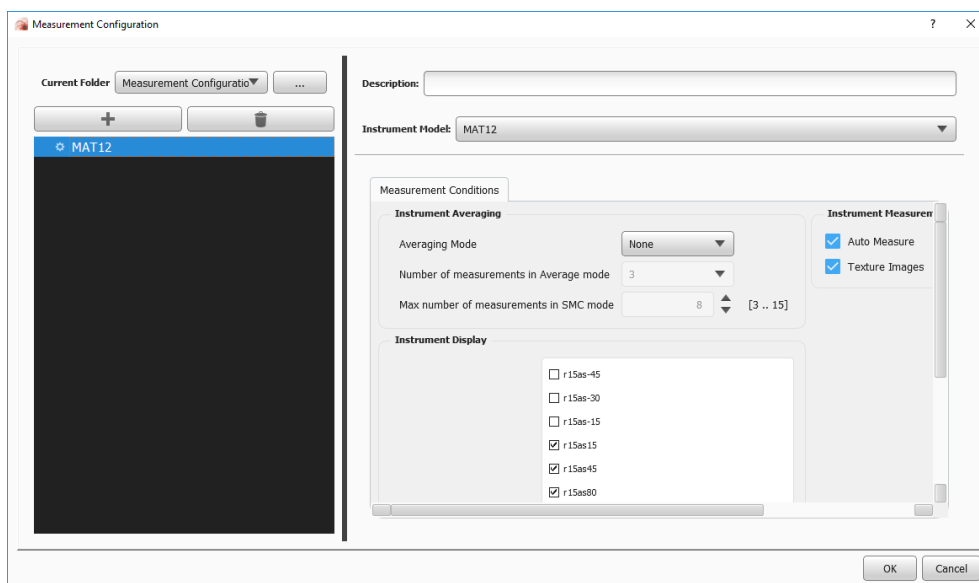 Measurement Configuration
?
X
Current Folder
Measurement Configuratio
...
+
MAT12
Description:
Instrument Model:
MAT12
Measurement Conditions
Instrument Averaging
Averaging Mode
None
Number of measurements in Average mode
3
Max number of measurements in SMC mode
8
[3 .. 15]
Instrument Measurem
Auto Measure
Texture Images
Instrument Display
r15as-45
r15as-30
r15as-15
r15as15
r15as45
r15as80
OK
Cancel